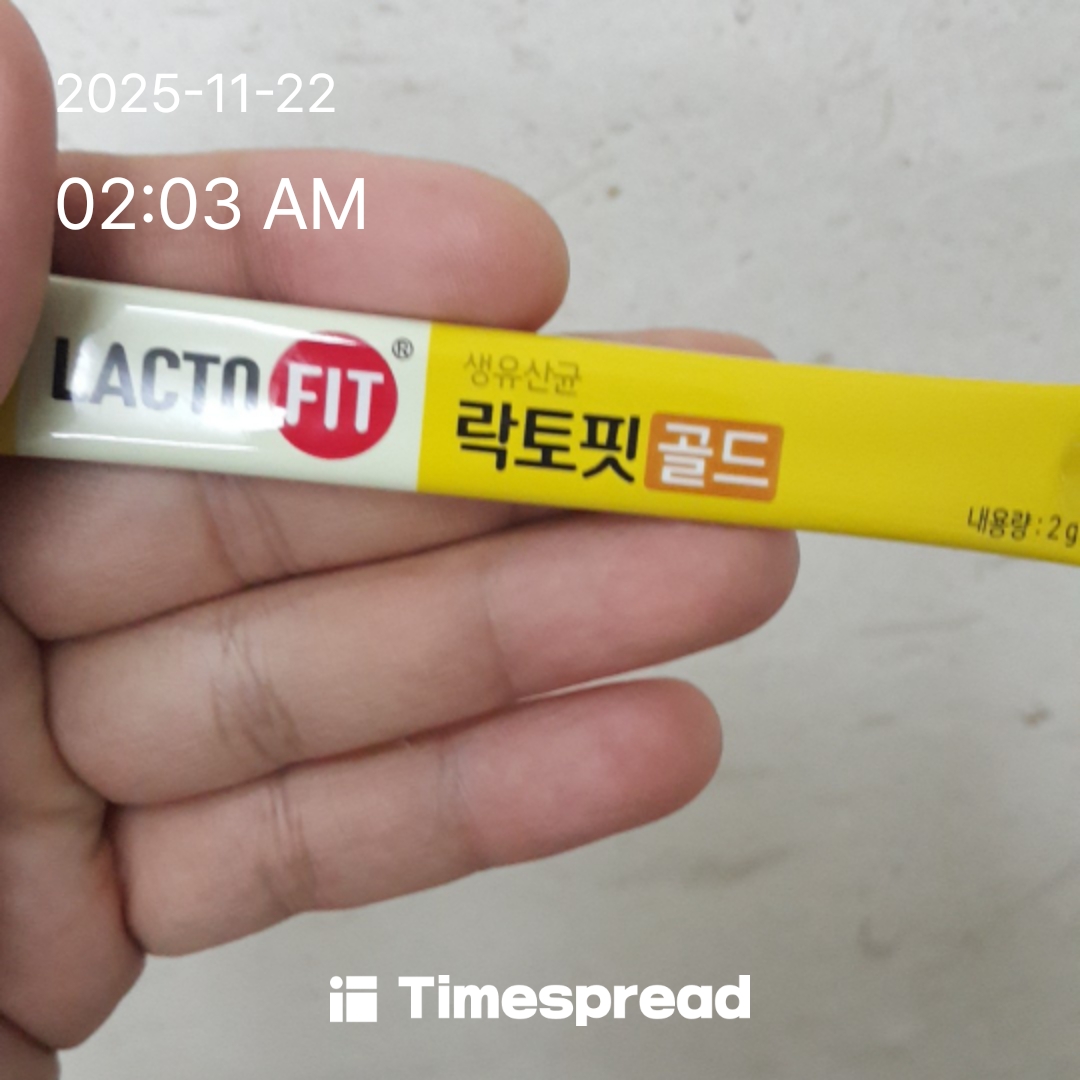 2025-11-22
02:03 AM
LACTO FIT®
생유산균
락토핏 골드
내용량 : 2 g
Timespread